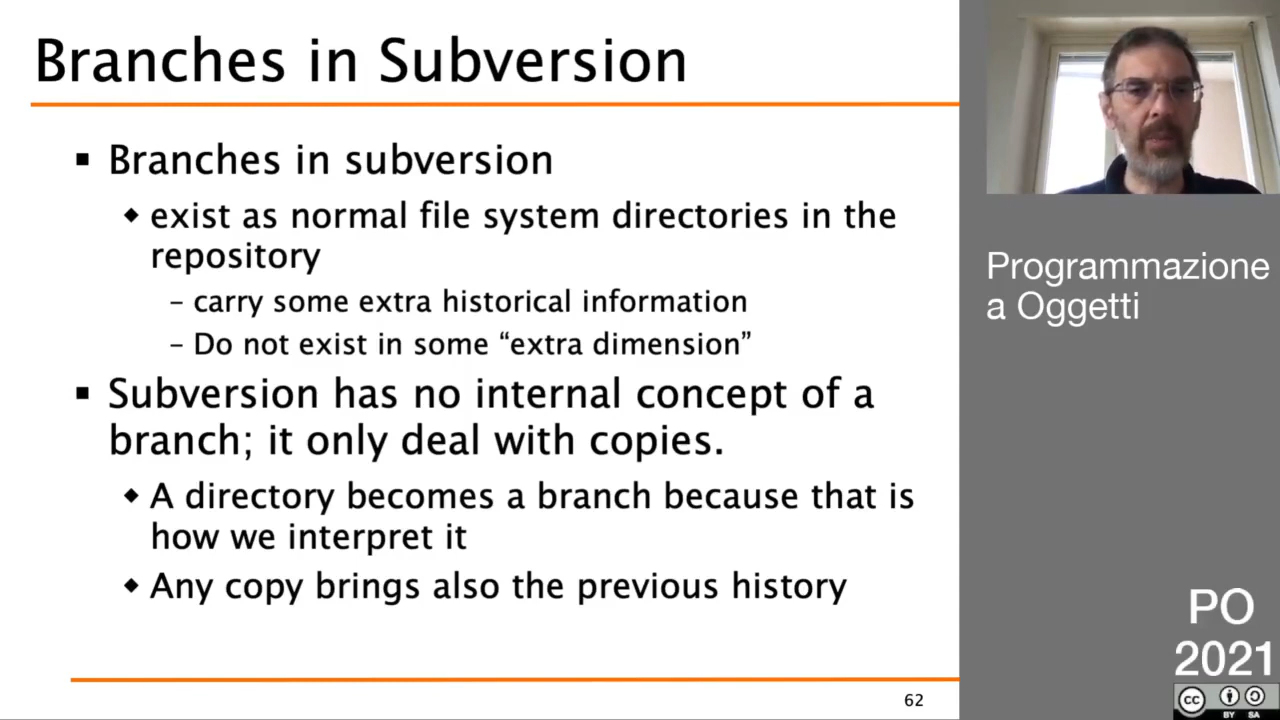 Branches in Subversion
▪ Branches in subversion
◆ exist as normal file system directories in the
repository
– carry some extra historical information
– Do not exist in some “extra dimension”
▪ Subversion has no internal concept of a
branch; it only deal with copies.
◆ A directory becomes a branch because that is
how we interpret it
◆ Any copy brings also the previous history
62
Programmazione
a Oggetti
PO
2021
cc
BY SA